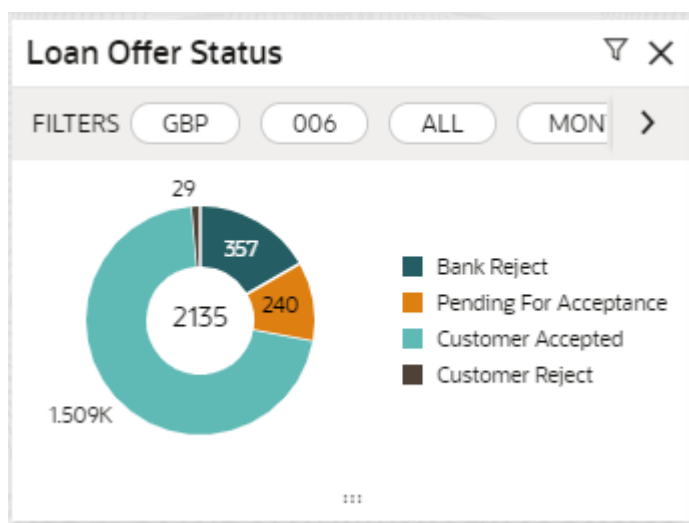 Loan Offer Status
FILTERS GBP 006 ALL MON
29
357
240
2135
1.509K
Bank Reject
Pending For Acceptance
Customer Accepted
Customer Reject